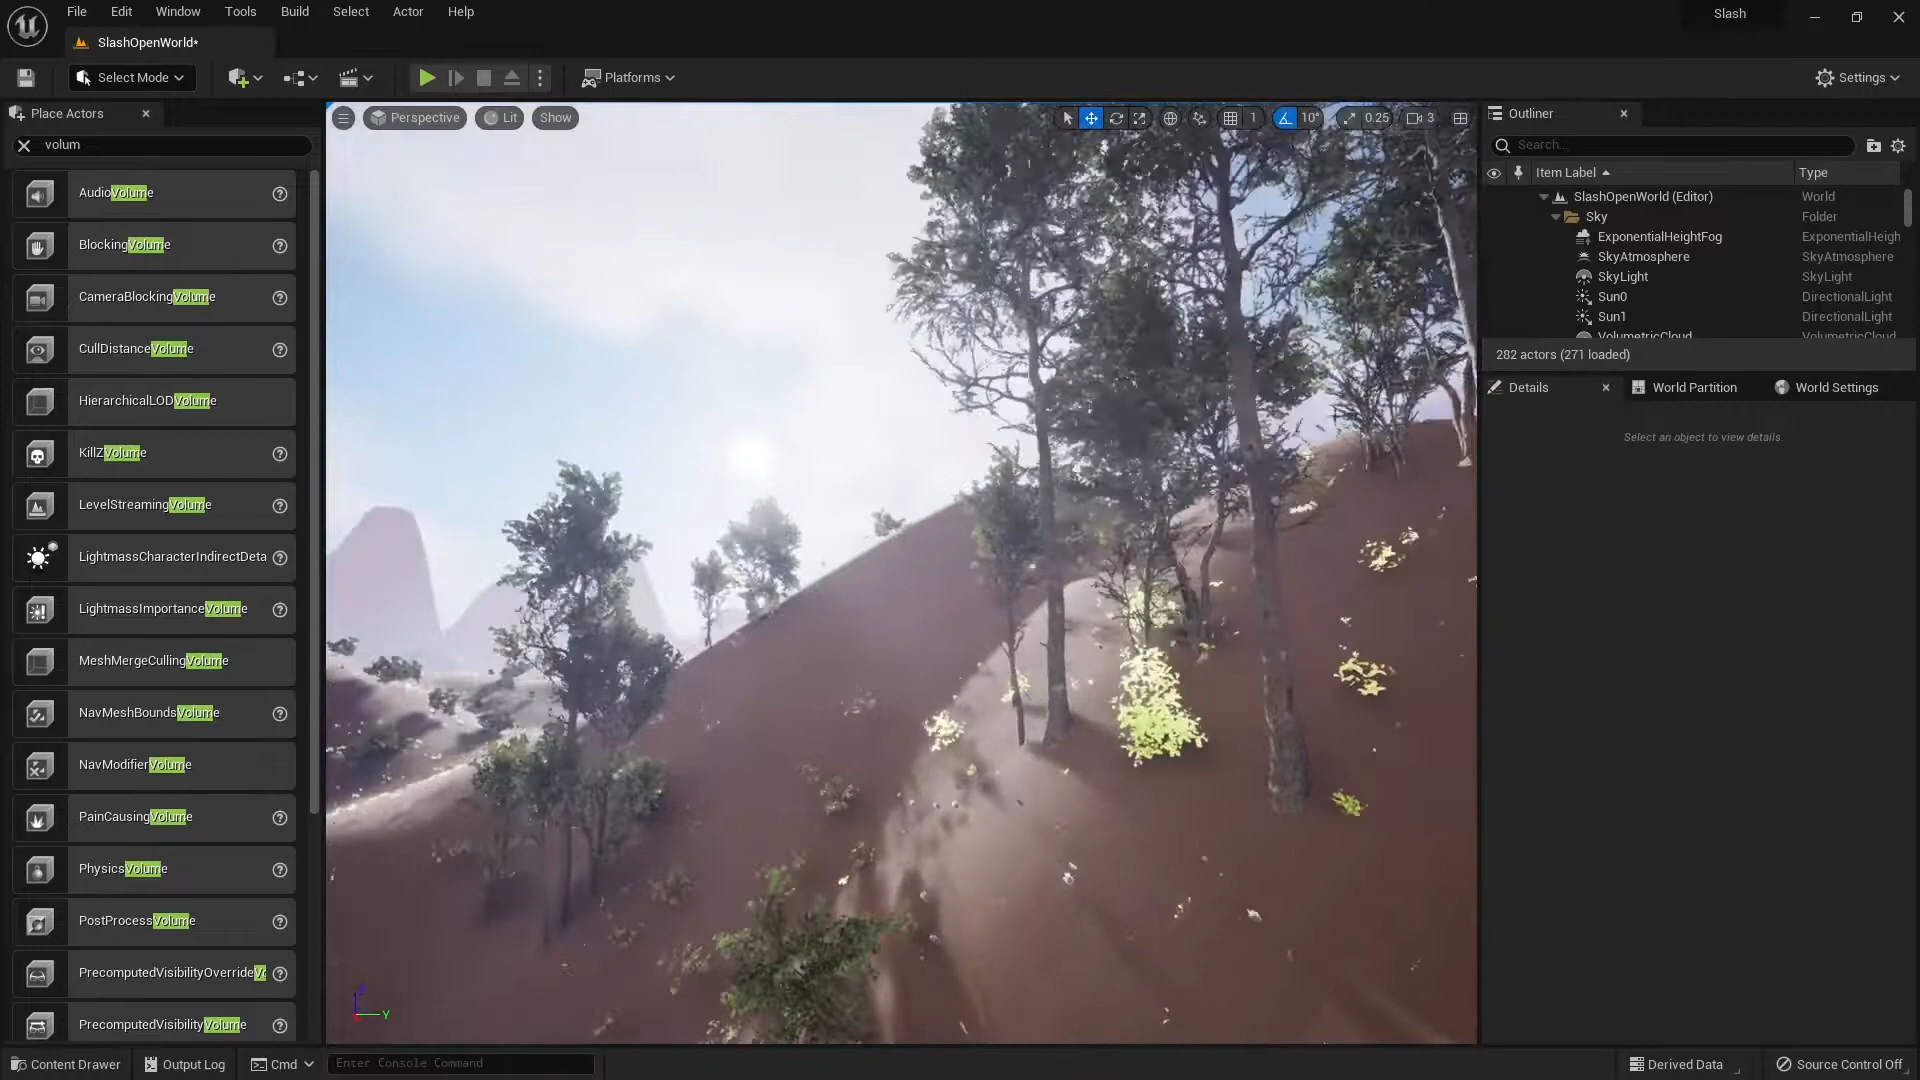 File Edit Window Tools Build Select Actor Help
Slash
SlashOpenWorld*
Select Mode
Platforms
Settings
Place Actors
volum
AudioVolume
BlockingVolume
CameraBlockingVolume
CullDistanceVolume
HierarchicalLODVolume
KillZVolume
LevelStreamingVolume
LightmassCharacterIndirectDeta
LightmassImportanceVolume
MeshMergeCullingVolume
NavMeshBoundsVolume
NavModifierVolume
PainCausingVolume
PhysicsVolume
PostProcessVolume
PrecomputedVisibilityOverrideVo
PrecomputedVisibilityVolume
Perspective Lit Show
1 10° 0.25 3
Y
Outliner
Search...
Item Label Type
SlashOpenWorld (Editor) World
Sky Folder
ExponentialHeightFog ExponentialHeigh
SkyAtmosphere SkyAtmosphere
SkyLight SkyLight
Sun0 DirectionalLight
Sun1 DirectionalLight
VolumetricCloud VolumetricCloud
282 actors (271 loaded)
Details World Partition World Settings
Select an object to view details.
Content Drawer Output Log Cmd Enter Console Command
Derived Data Source Control Off